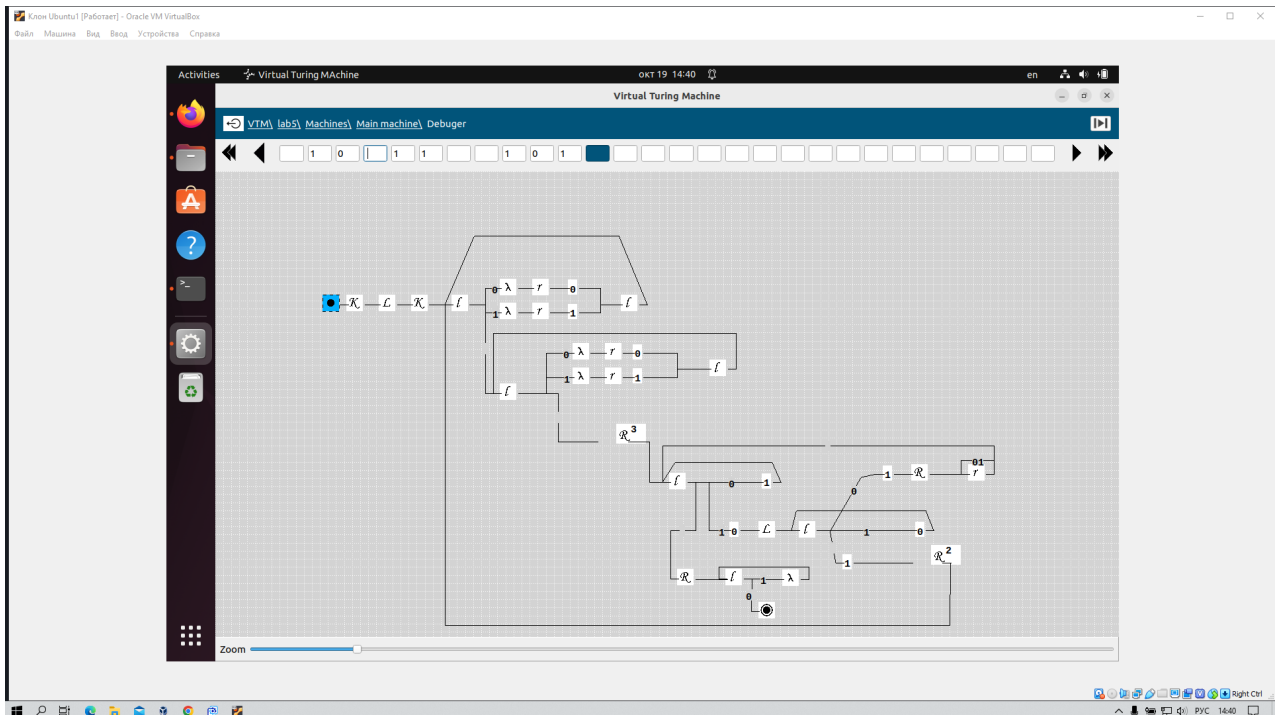 Клон Ubuntu1 [Работает] - Oracle VM VirtualBox
Файл Машина Вид Ввод Устройства Справка
Activities Virtual Turing MAchine окт 19 14:40 en
Virtual Turing Machine
VTM\ lab5\ Machines\ Main machine\ Debuger
1 0 1 1 1 0 1
0 λ r 0
K L K l 1 λ r 1 l
0 λ r 0
1 λ r 1 l
l
R 3
01
l 0 1 0 1 R r
1 0 L l 1 0
R 2
1
R l 1 λ
0
Zoom
Right Ctrl
РУС 14:40